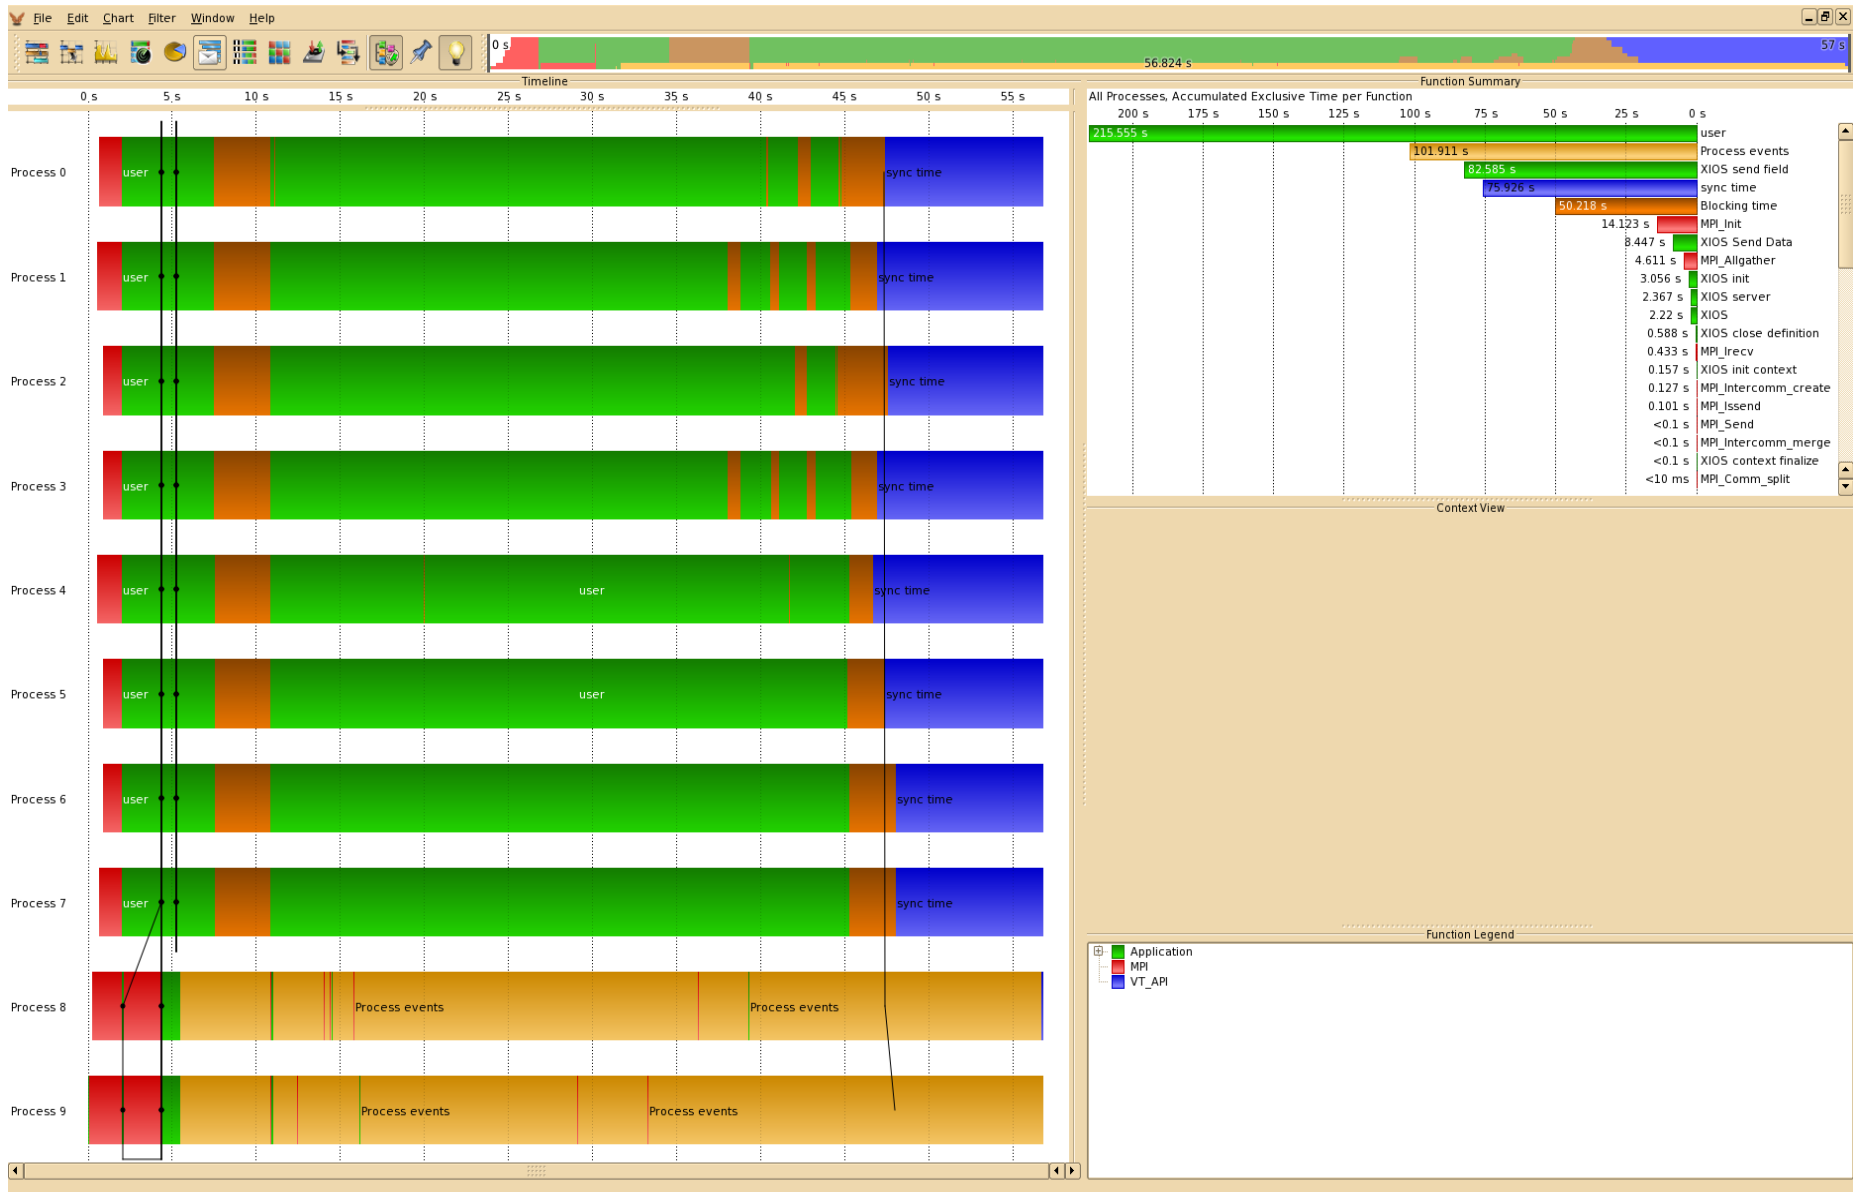 File Edit Chart Filter Window Help
0 s 56.824 s 57 s
Timeline
0 s 5 s 10 s 15 s 20 s 25 s 30 s 35 s 40 s 45 s 50 s 55 s
Process 0 user sync time
Process 1 user sync time
Process 2 user sync time
Process 3 user sync time
Process 4 user user sync time
Process 5 user user sync time
Process 6 user sync time
Process 7 user sync time
Process 8 Process events Process events
Process 9 Process events Process events
Function Summary
All Processes, Accumulated Exclusive Time per Function
200 s 175 s 150 s 125 s 100 s 75 s 50 s 25 s 0 s
215.555 s user
101.911 s Process events
82.585 s XIOS send field
75.926 s sync time
50.218 s Blocking time
14.123 s MPI_Init
8.447 s XIOS Send Data
4.611 s MPI_Allgather
3.056 s XIOS init
2.367 s XIOS server
2.22 s XIOS
0.588 s XIOS close definition
0.433 s MPI_Irecv
0.157 s XIOS init context
0.127 s MPI_Intercomm_create
0.101 s MPI_Issend
<0.1 s MPI_Send
<0.1 s MPI_Intercomm_merge
<0.1 s XIOS context finalize
<10 ms MPI_Comm_split
Context View
Function Legend
Application
MPI
VT_API